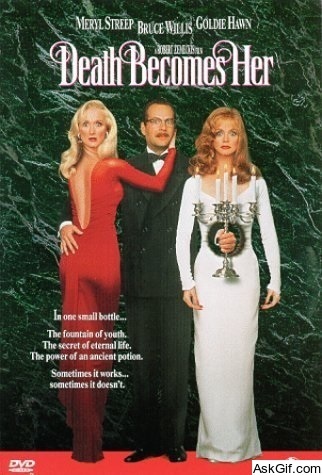 MERYL STREEP BRUCE WILLIS GOLDIE HAWN
A ROBERT ZEMECKIS FILM
Death Becomes Her
In one small bottle...
The fountain of youth.
The secret of eternal life.
The power of an ancient potion.
Sometimes it works...
sometimes it doesn't.
DVD
AskGif.com